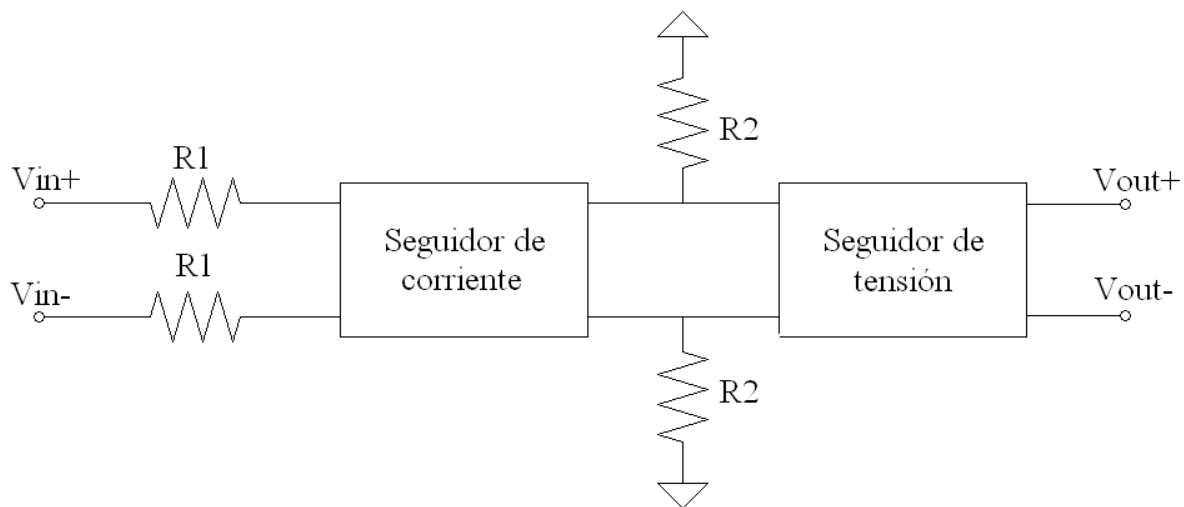 R2
R1
Vin+
Vout+
Seguidor de
corriente
Seguidor de
tensión
R1
Vin-
Vout-
R2